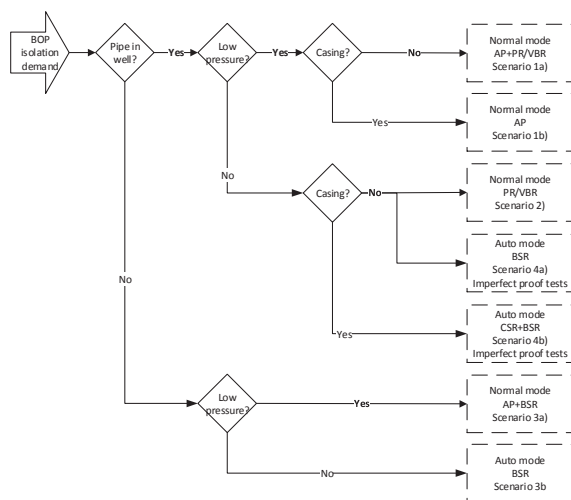 BOP
isolation
demand
Pipe in
well?
Yes
Low
pressure?
Yes
Casing?
No
Normal mode
AP+PR/VBR
Scenario 1a)
Yes
Normal mode
AP
Scenario 1b)
No
Casing?
No
Normal mode
PR/VBR
Scenario 2)
Auto mode
BSR
Scenario 4a)
Imperfect proof tests
Yes
Auto mode
CSR+BSR
Scenario 4b)
Imperfect proof tests
No
Low
pressure?
Yes
Normal mode
AP+BSR
Scenario 3a)
No
Auto mode
BSR
Scenario 3b